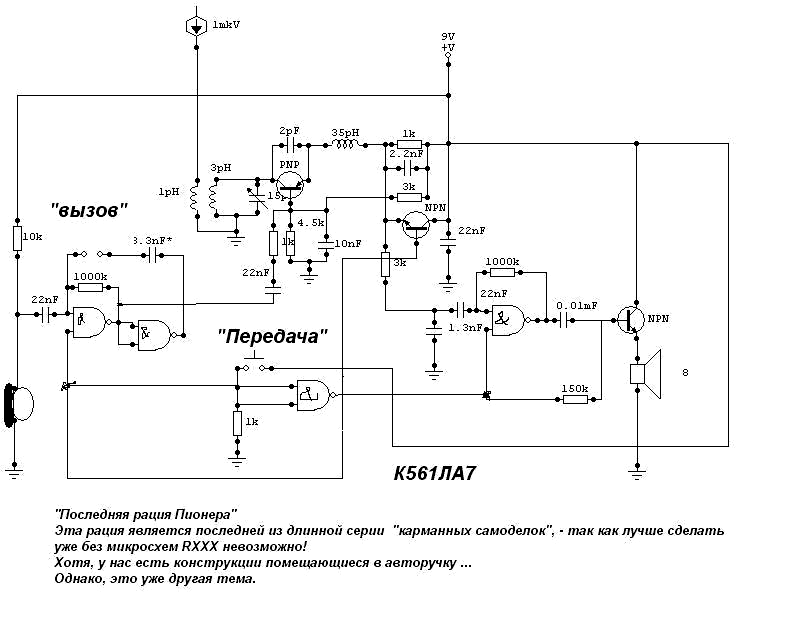 1mkV
9V
+V
2pF
35pH
1k
2.2nF
3pH
PNP
1pH
15p
3k
NPN
"вызов"
4.5k
10k
3.3nF*
1k
10nF
22nF
1000k
22nF
3k
1000k
22nF
22nF
0.01mF
&
&
NPN
"Передача"
1.3nF
8
150k
1k
К561ЛА7
"Последняя рация Пионера"
Эта рация является последней из длинной серии "карманных самоделок", - так как лучше сделать
уже без микросхем RXXX невозможно!
Хотя, у нас есть конструкции помещающиеся в авторучку ...
Однако, это уже другая тема.